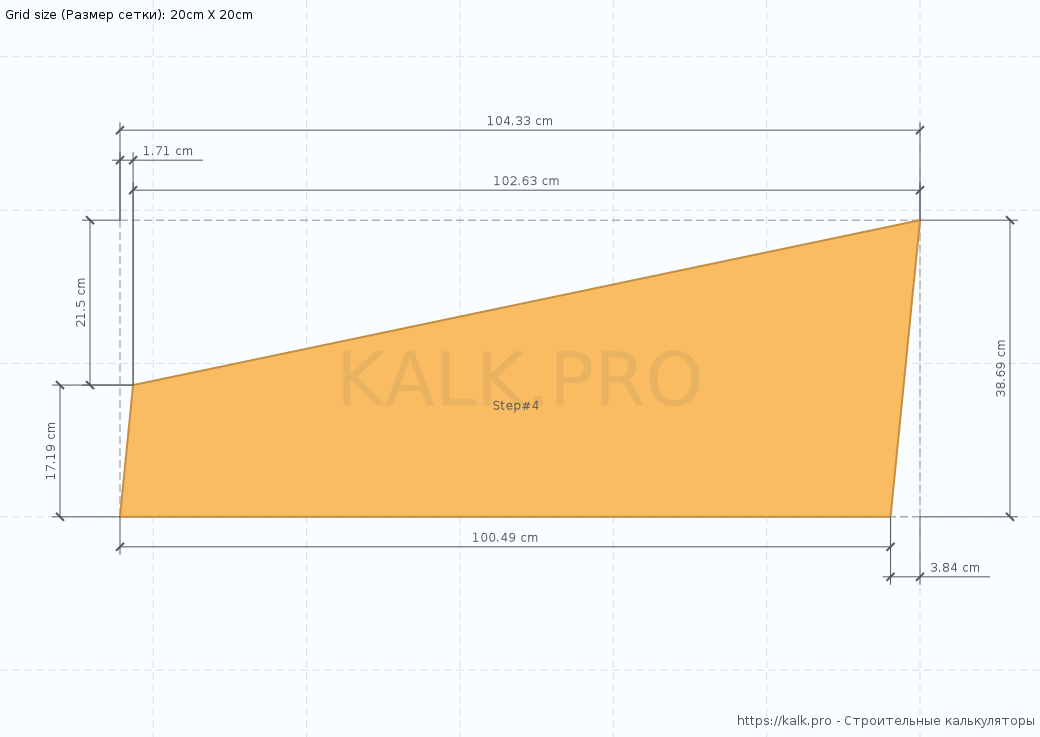 Grid size (Размер сетки): 20cm X 20cm
104.33 cm
1.71 cm
102.63 cm
21.5 cm
38.69 cm
KALK.PRO
Step#4
17.19 cm
100.49 cm
3.84 cm
https://kalk.pro - Строительные калькуляторы